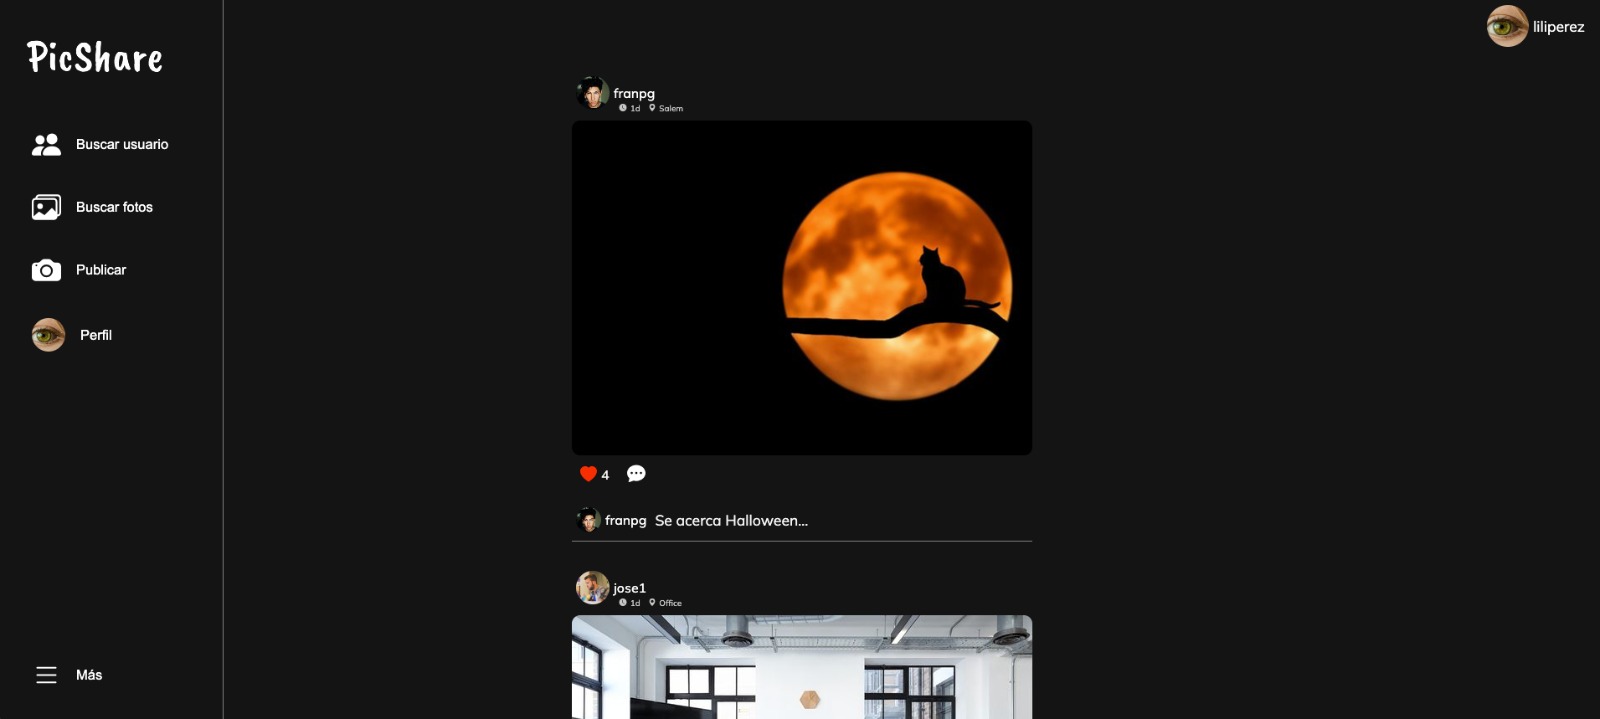 PicShare
Buscar usuario
Buscar fotos
Publicar
Perfil
Más
liliperez
franpg
1d Salem
4
franpg Se acerca Halloween...
jose1
1d Office